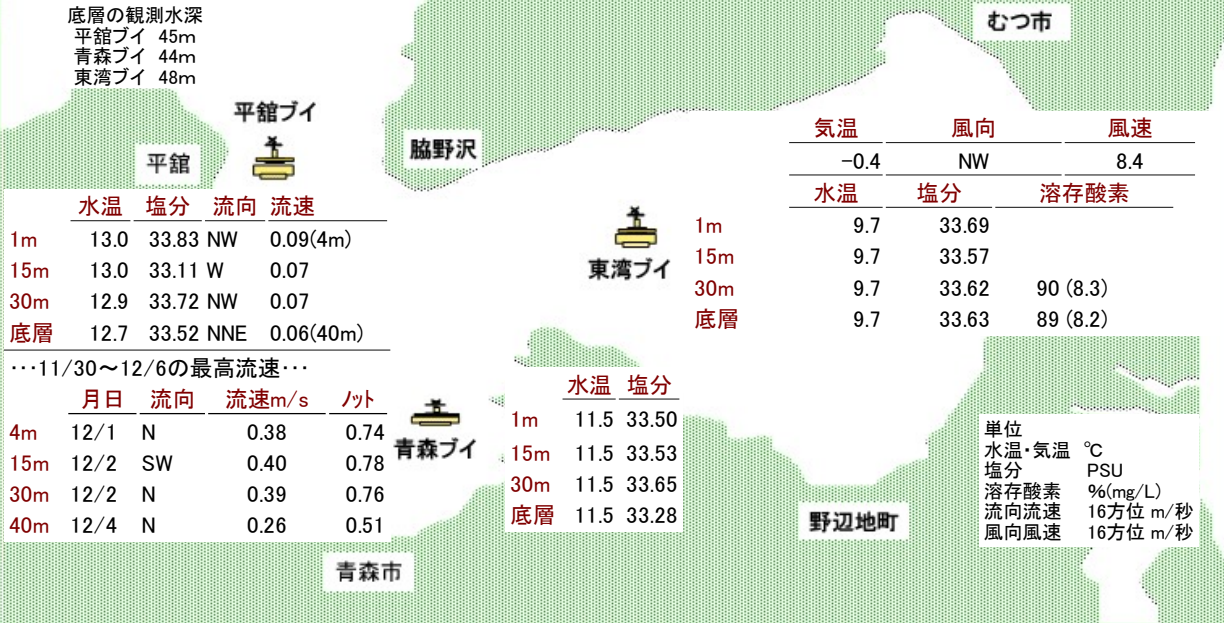 底層の観測水深
平舘ブイ 45m
青森ブイ 44m
東湾ブイ 48m
むつ市
平舘ブイ
脇野沢
平舘
気温 風向 風速
-0.4 NW 8.4
水温 塩分 溶存酸素
1m 9.7 33.69
15m 9.7 33.57
30m 9.7 33.62 90 (8.3)
底層 9.7 33.63 89 (8.2)
東湾ブイ
水温 塩分 流向 流速
1m 13.0 33.83 NW 0.09(4m)
15m 13.0 33.11 W 0.07
30m 12.9 33.72 NW 0.07
底層 12.7 33.52 NNE 0.06(40m)
…11/30～12/6の最高流速…
月日 流向 流速m/s ノット
4m 12/1 N 0.38 0.74
15m 12/2 SW 0.40 0.78
30m 12/2 N 0.39 0.76
40m 12/4 N 0.26 0.51
青森ブイ
水温 塩分
1m 11.5 33.50
15m 11.5 33.53
30m 11.5 33.65
底層 11.5 33.28
単位
水温・気温 ℃
塩分 PSU
溶存酸素 %(mg/L)
流向流速 16方位 m/秒
風向風速 16方位 m/秒
野辺地町
青森市